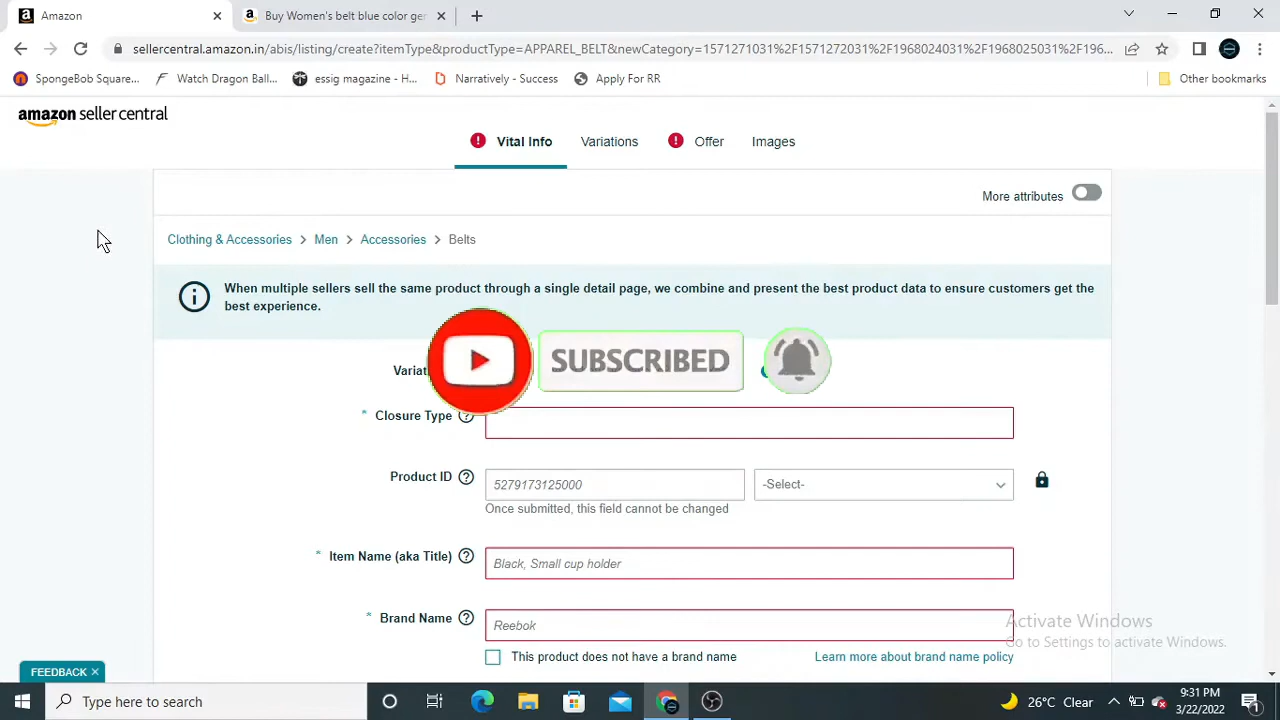 Amazon
Buy Women's belt blue color ger
sellercentral.amazon.in/abis/listing/create?itemType&productType=APPAREL_BELT&newCategory=1571271031%2F1571272031%2F1968024031%2F1968025031%2F196...
SpongeBob Square...
Watch Dragon Ball...
essig magazine - H...
Narratively - Success
Apply For RR
Other bookmarks
amazon seller central
Vital Info
Variations
Offer
Images
More attributes
Clothing & Accessories > Men > Accessories > Belts
When multiple sellers sell the same product through a single detail page, we combine and present the best product data to ensure customers get the
best experience.
SUBSCRIBED
* Closure Type
Product ID
5279173125000
-Select-
Once submitted, this field cannot be changed
* Item Name (aka Title)
Black, Small cup holder
* Brand Name
Reebok
This product does not have a brand name
Learn more about brand name policy
Activate Windows
Go to Settings to activate Windows.
FEEDBACK ×
Type here to search
26°C Clear
9:31 PM
3/22/2022
1